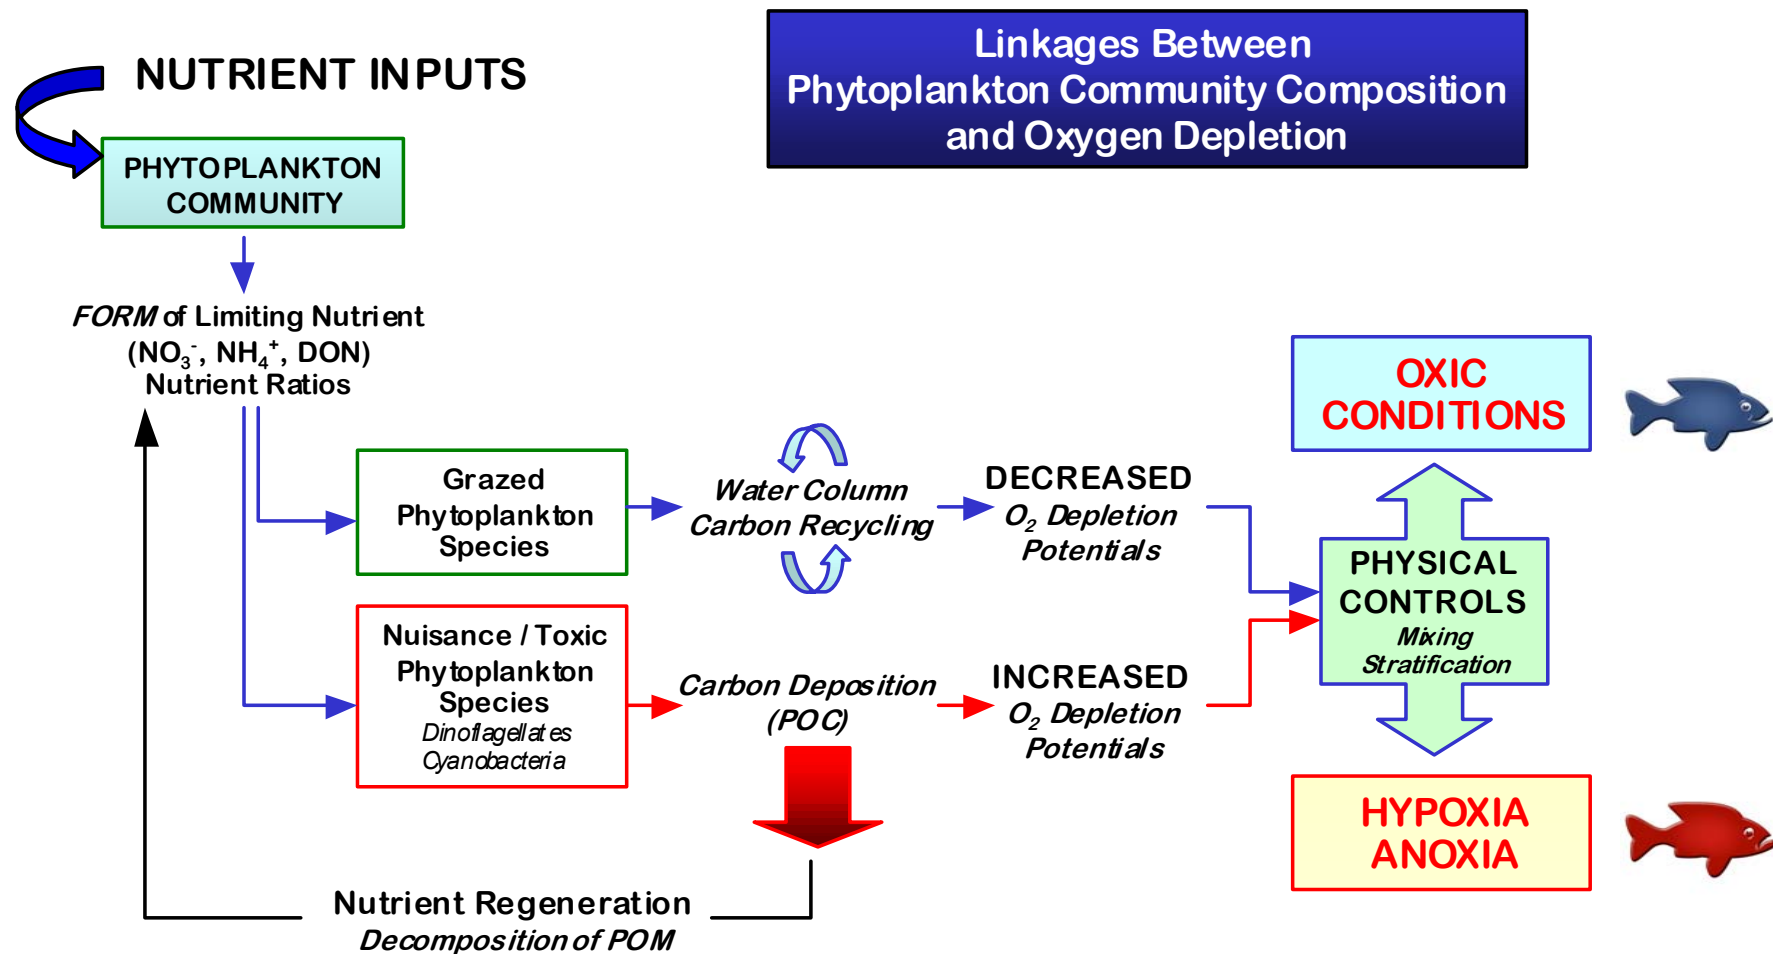 NUTRIENT INPUTS
Linkages Between
Phytoplankton Community Composition
and Oxygen Depletion
PHYTOPLANKTON
COMMUNITY
FORM of Limiting Nutrient
(NO₃⁻, NH₄⁺, DON)
Nutrient Ratios
Grazed
Phytoplankton
Species
Water Column
Carbon Recycling
DECREASED
O₂ Depletion
Potentials
Nuisance / Toxic
Phytoplankton
Species
Dinoflagellates
Cyanobacteria
Carbon Deposition
(POC)
INCREASED
O₂ Depletion
Potentials
OXIC
CONDITIONS
PHYSICAL
CONTROLS
Mixing
Stratification
HYPOXIA
ANOXIA
Nutrient Regeneration
Decomposition of POM